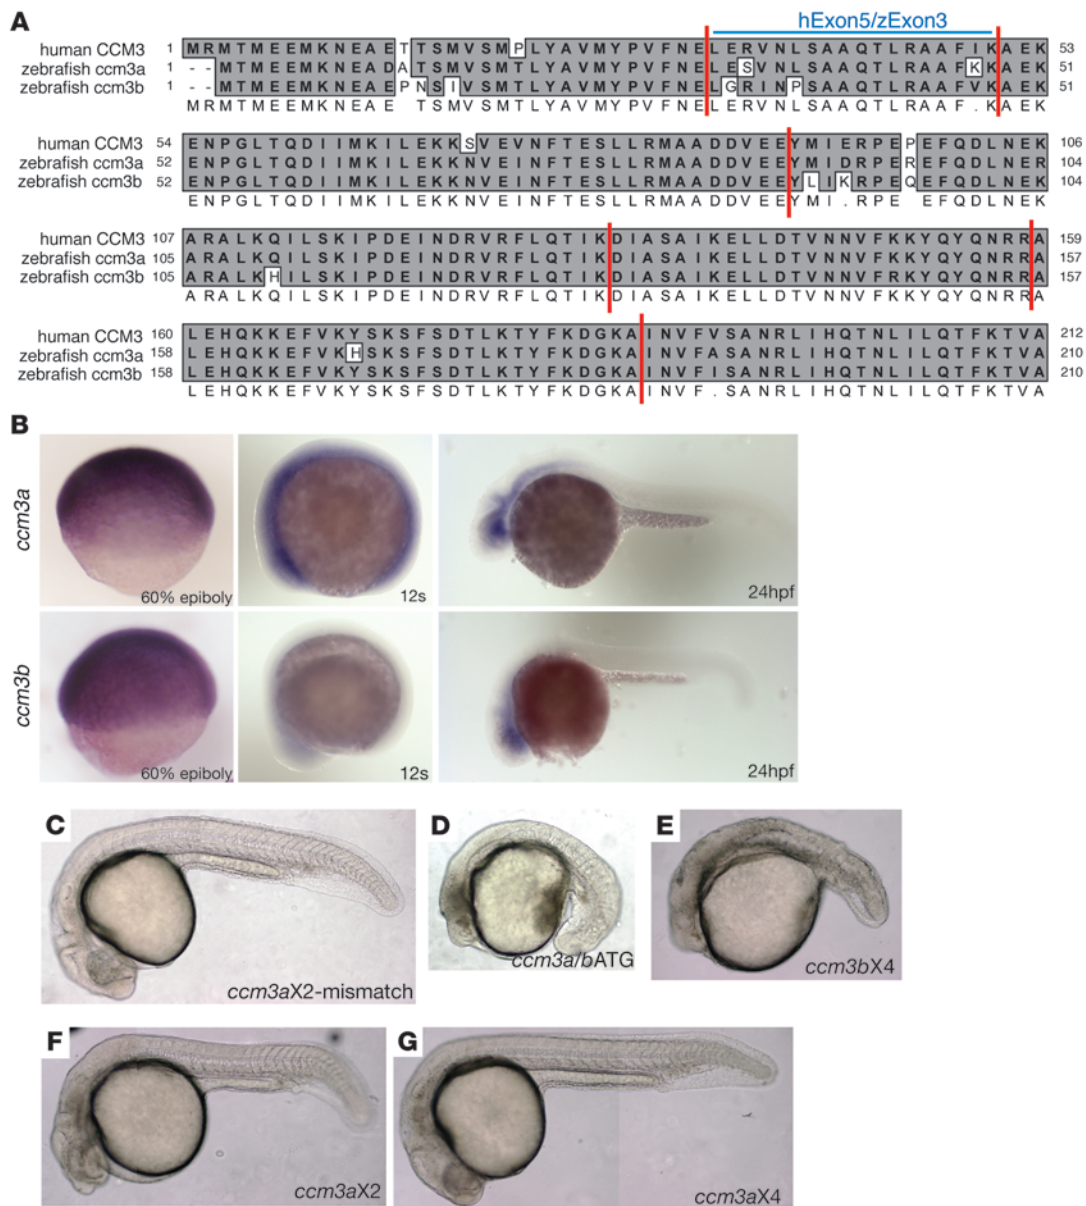 A
hExon5/zExon3
human CCM3 1 MRMTMEEMKNEAETTSMVSMPLYAVMYPVFNELERVNLSAAQTLRAAFIKAEK 53
zebrafish ccm3a 1 --MTMEEMKNEADATSMVSMTLYAVMYPVFNELESVNLSAAQTLRAAFKKAEK 51
zebrafish ccm3b 1 --MTMEEMKNEAEPNSIVSMTLYAVMYPVFNELGRINPSAAQTLRAAFVKAEK 51
MRMTMEEMKNEAE TSMVSMTLYAVMYPVFNELERVNLSAAQTLRAAF.KAEK
human CCM3 54 ENPGLTQDIIMKILEKKSVEVNFTESLLRMAADDVEEYMIERPEPEFQDLNEK 106
zebrafish ccm3a 52 ENPGLTQDIIMKILEKKNVEINFTESLLRMAADDVEEYMIDRPEREFQDLNER 104
zebrafish ccm3b 52 ENPGLTQDIIMKILEKKNVEINFTESLLRMAADDVEEYLIKRPEQEFQDLNEK 104
ENPGLTQDIIMKILEKKNVEINFTESLLRMAADDVEEYMI.RPE EFQDLNEK
human CCM3 107 ARALKQILSKIPDEINDRVRFLQTIKDIASAIKELLDTVNNVFKKYQYQNRRA 159
zebrafish ccm3a 105 ARALKQILSKIPDEINDRVRFLQTIKDIASAIKELLDTVNNVFKKYQYQNRRA 157
zebrafish ccm3b 105 ARALKHILSKIPDEINDRVRFLQTIKDIASAIKELLDTVNNVFKKYQYQNRRA 157
ARALKQILSKIPDEINDRVRFLQTIKDIASAIKELLDTVNNVFKKYQYQNRRA
human CCM3 160 LEHQKKEFVKYSKSFSDTLKTYFKDGKAINVFVSANRLIHQTNLILQTFKTVA 212
zebrafish ccm3a 158 LEHQKKEFVKHSKSFSDTLKTYFKDGKAINVFASANRLIHQTNLILQTFKTVA 210
zebrafish ccm3b 158 LEHQKKEFVKYSKSFSDTLKTYFKDGKAINVFISANRLIHQTNLILQTFKTVA 210
LEHQKKEFVKYSKSFSDTLKTYFKDGKAINVF.SANRLIHQTNLILQTFKTVA
B
ccm3a
60% epiboly
12s
24hpf
ccm3b
60% epiboly
12s
24hpf
C
ccm3aX2-mismatch
D
ccm3a/bATG
E
ccm3bX4
F
ccm3aX2
G
ccm3aX4